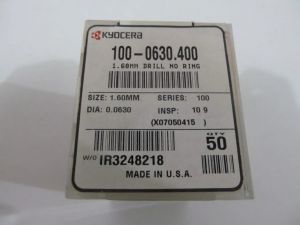 KYOCERA
100-0630.400
1.60MM DRILL NO RING
SIZE: 1.60MM SERIES: 100
DIA: 0.0630 INSP: 10 9
(X07050415 ) QTY
50
W/O IR3248218
MADE IN U.S.A.